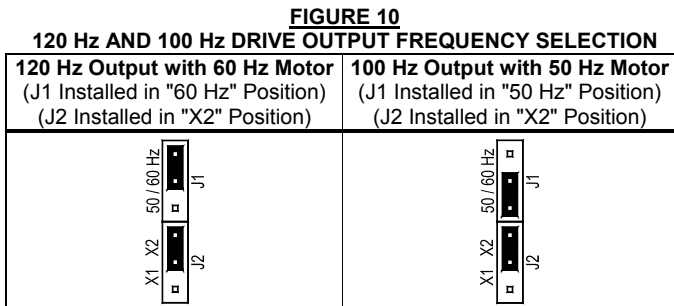 FIGURE 10
120 Hz AND 100 Hz DRIVE OUTPUT FREQUENCY SELECTION
120 Hz Output with 60 Hz Motor
(J1 Installed in "60 Hz" Position)
(J2 Installed in "X2" Position)
100 Hz Output with 50 Hz Motor
(J1 Installed in "50 Hz" Position)
(J2 Installed in "X2" Position)
50 / 60 Hz
J1
X1 X2
J2
50 / 60 Hz
J1
X1 X2
J2